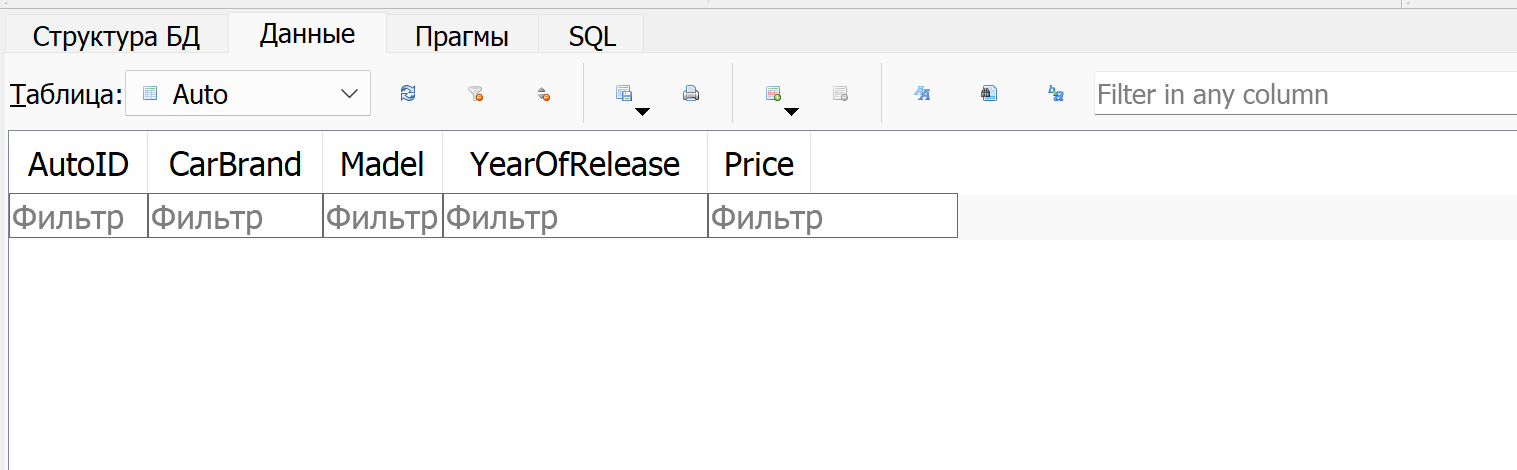 Структура БД Данные Прагмы SQL
Таблица: Auto Filter in any column
AutoID CarBrand Madel YearOfRelease Price
Фильтр Фильтр Фильтр Фильтр Фильтр